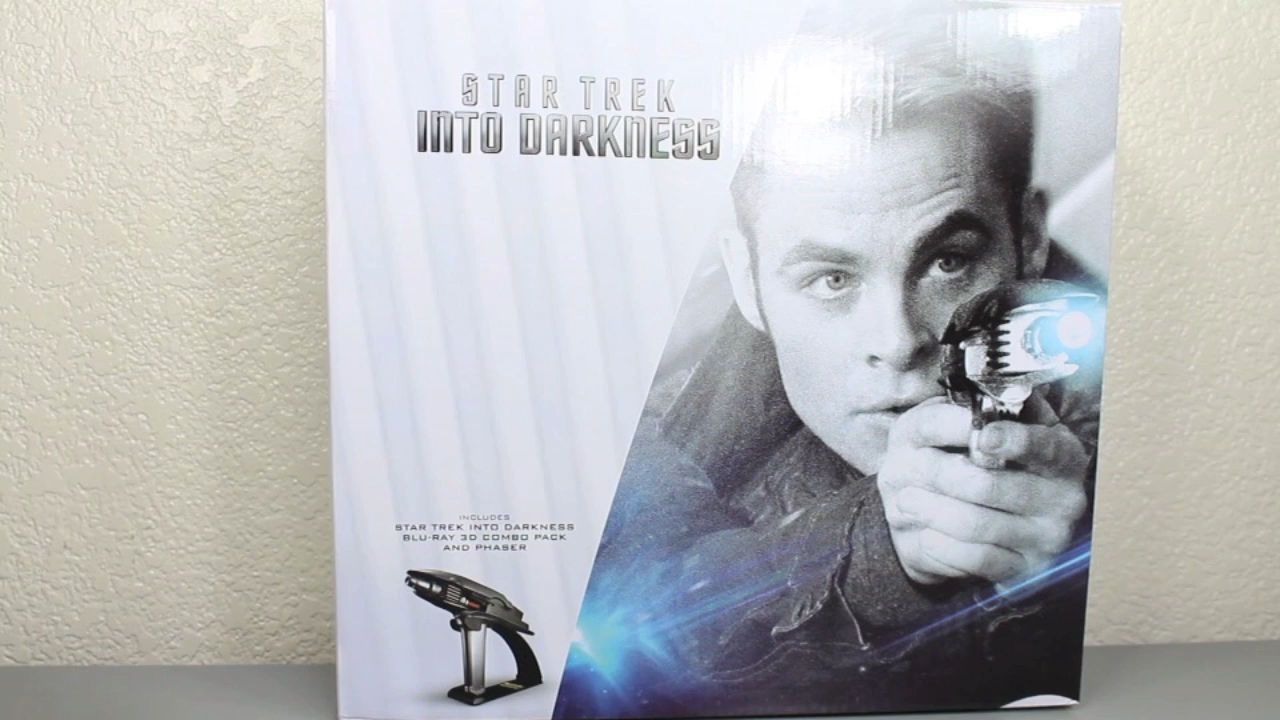 STAR TREK
INTO DARKNESS
INCLUDES
STAR TREK INTO DARKNESS
BLU-RAY 3D COMBO PACK
AND PHASER